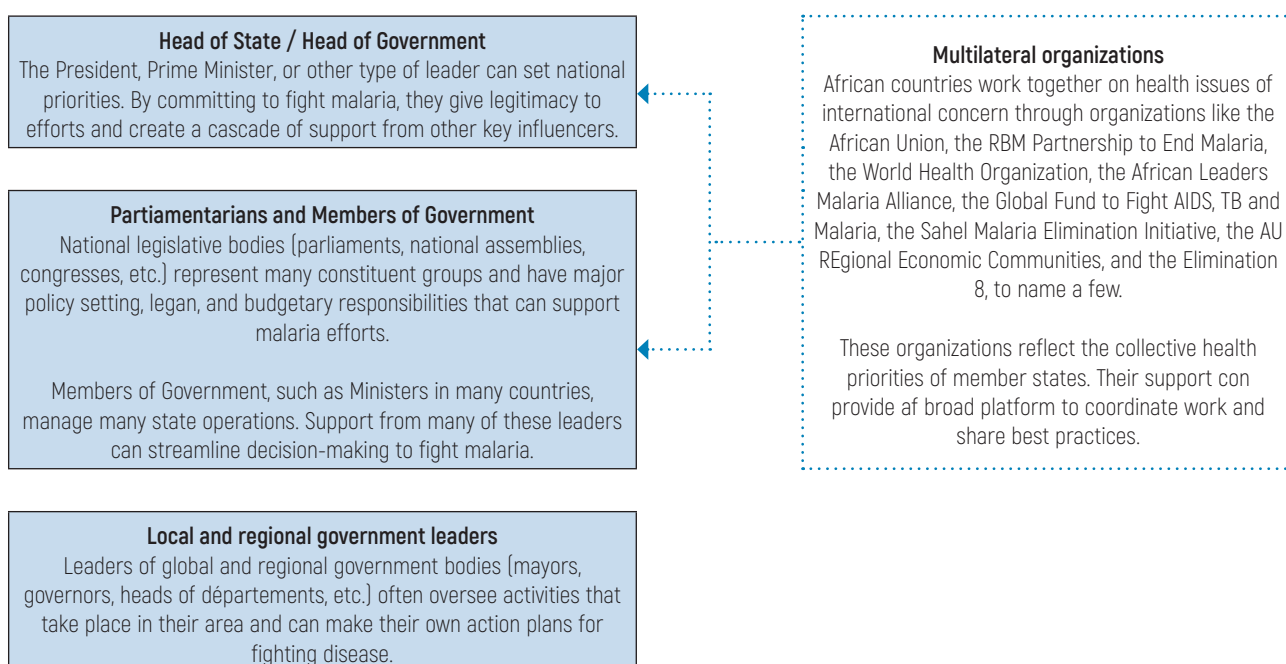 Head of State / Head of Government
The President, Prime Minister, or other type of leader can set national
priorities. By committing to fight malaria, they give legitimacy to
efforts and create a cascade of support from other key influencers.
Partiamentarians and Members of Government
National legislative bodies (parliaments, national assemblies,
congresses, etc.) represent many constituent groups and have major
policy setting, legan, and budgetary responsibilities that can support
malaria efforts.
Members of Government, such as Ministers in many countries,
manage many state operations. Support from many of these leaders
can streamline decision-making to fight malaria.
Local and regional government leaders
Leaders of global and regional government bodies (mayors,
governors, heads of départements, etc.) often oversee activities that
take place in their area and can make their own action plans for
fighting disease.
Multilateral organizations
African countries work together on health issues of
international concern through organizations like the
African Union, the RBM Partnership to End Malaria,
the World Health Organization, the African Leaders
Malaria Alliance, the Global Fund to Fight AIDS, TB and
Malaria, the Sahel Malaria Elimination Initiative, the AU
REgional Economic Communities, and the Elimination
8, to name a few.
These organizations reflect the collective health
priorities of member states. Their support con
provide af broad platform to coordinate work and
share best practices.